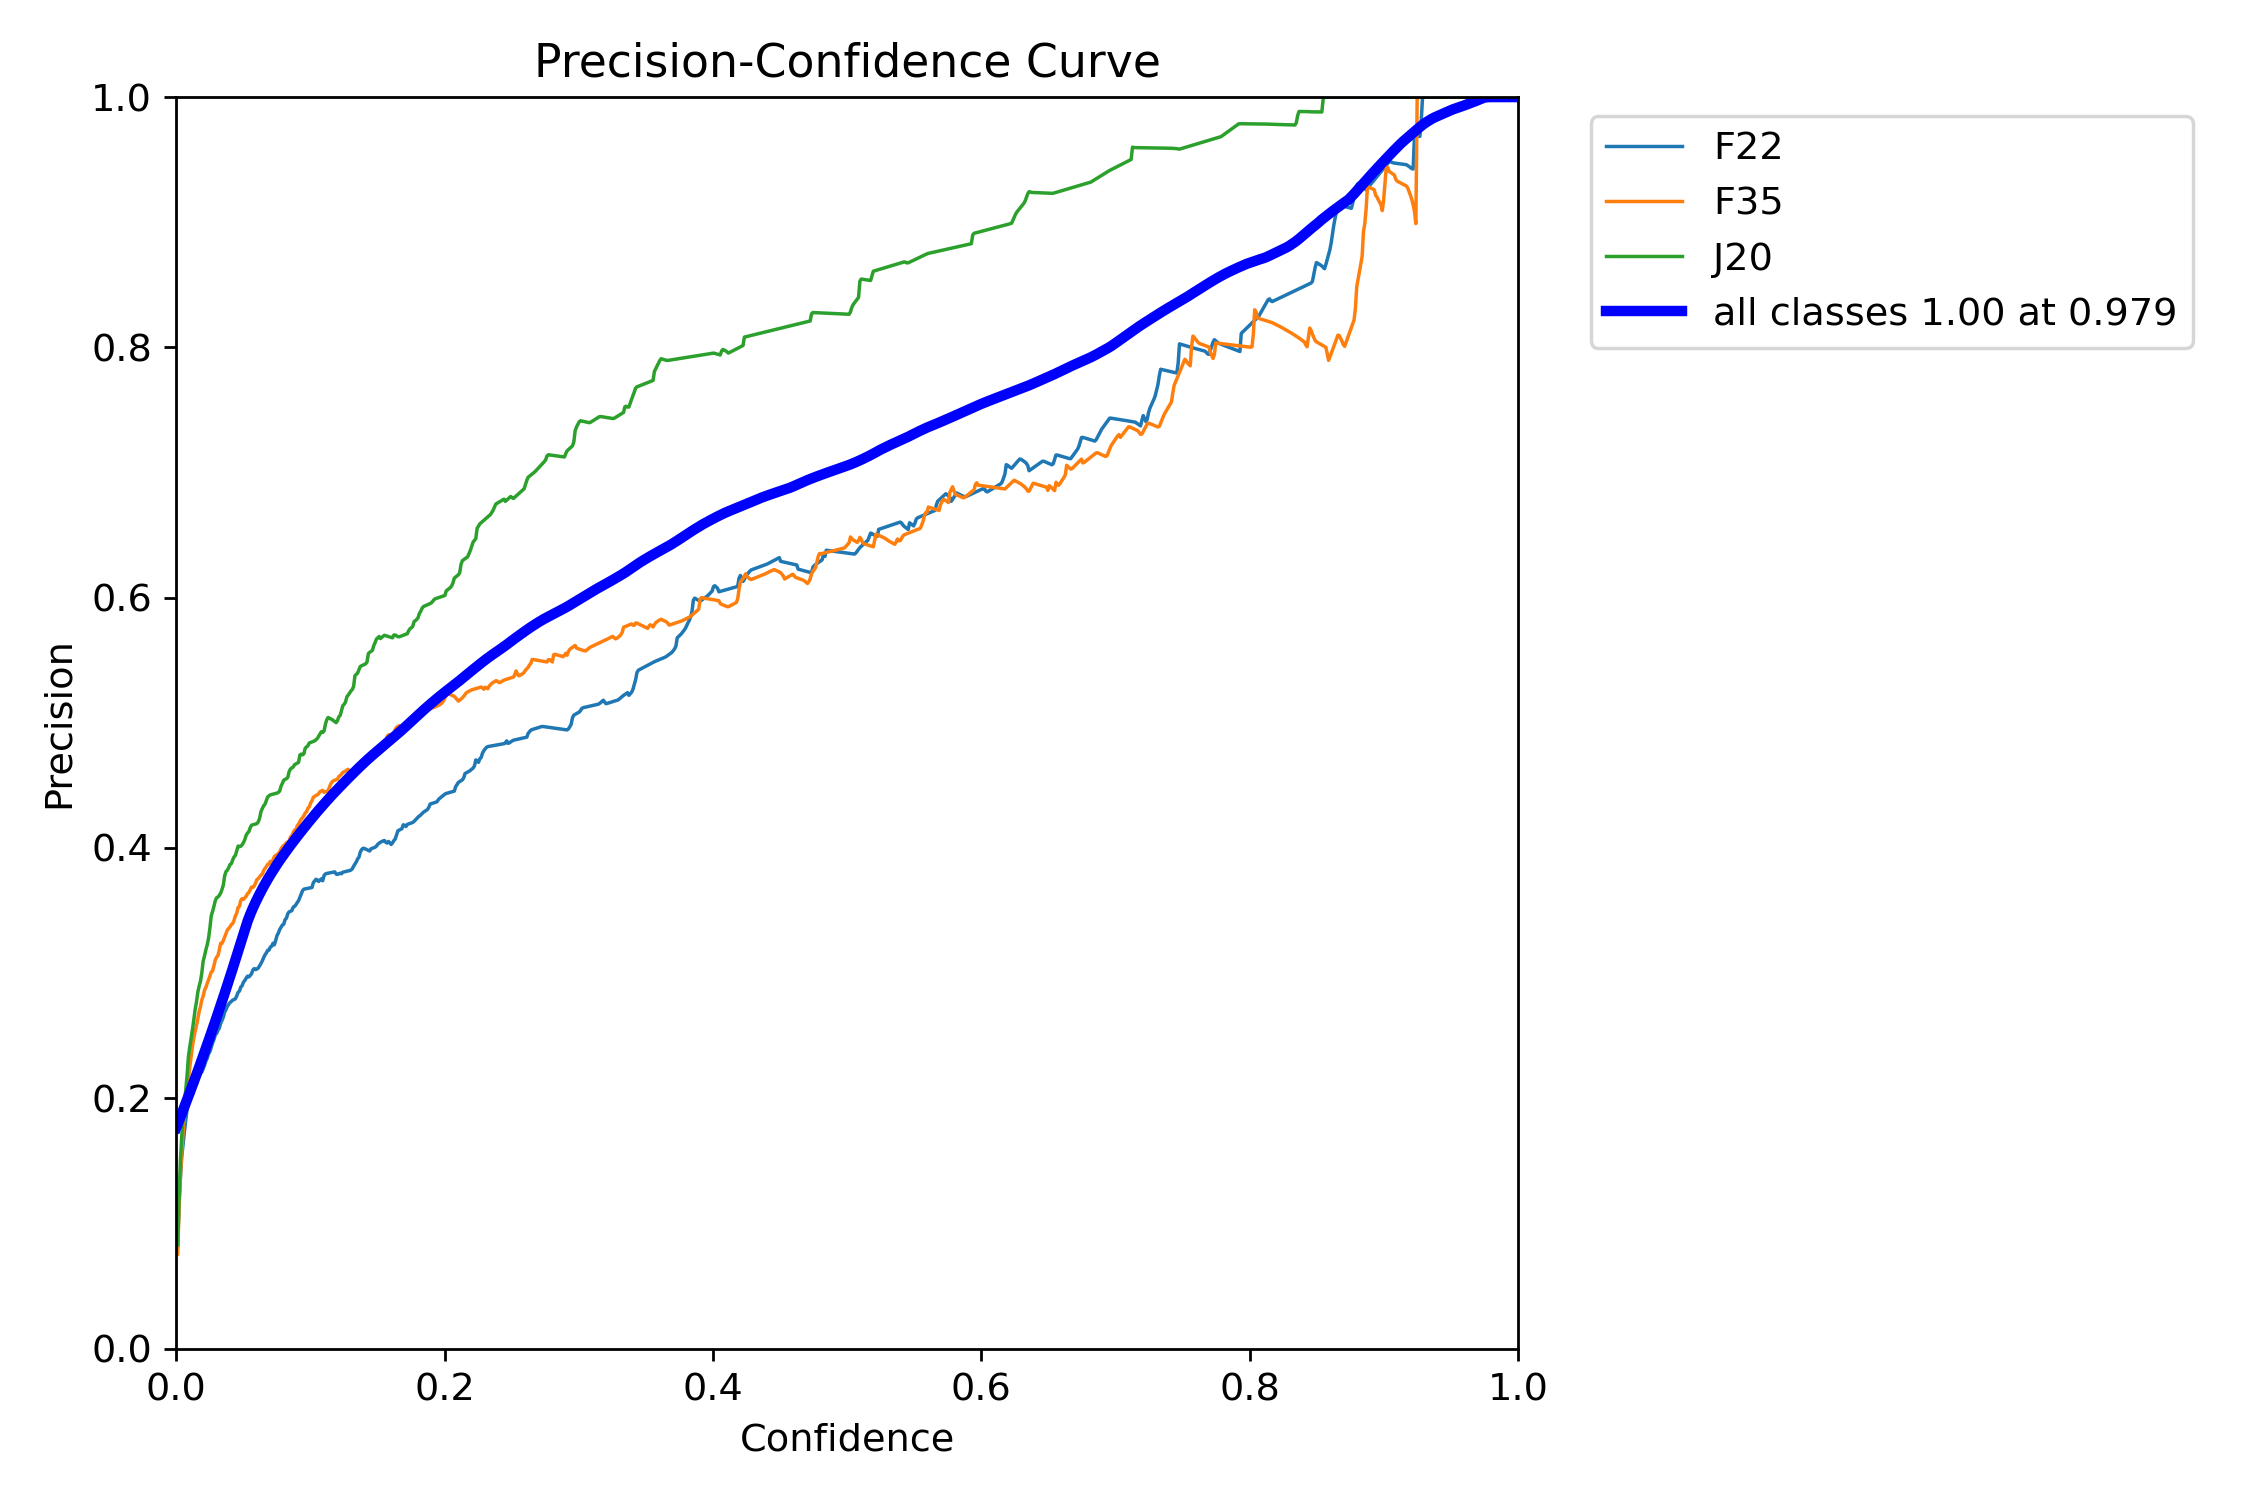 Precision-Confidence Curve
1.0
0.8
0.6
0.4
0.2
0.0
Precision
0.0 0.2 0.4 0.6 0.8 1.0
Confidence
F22
F35
J20
all classes 1.00 at 0.979